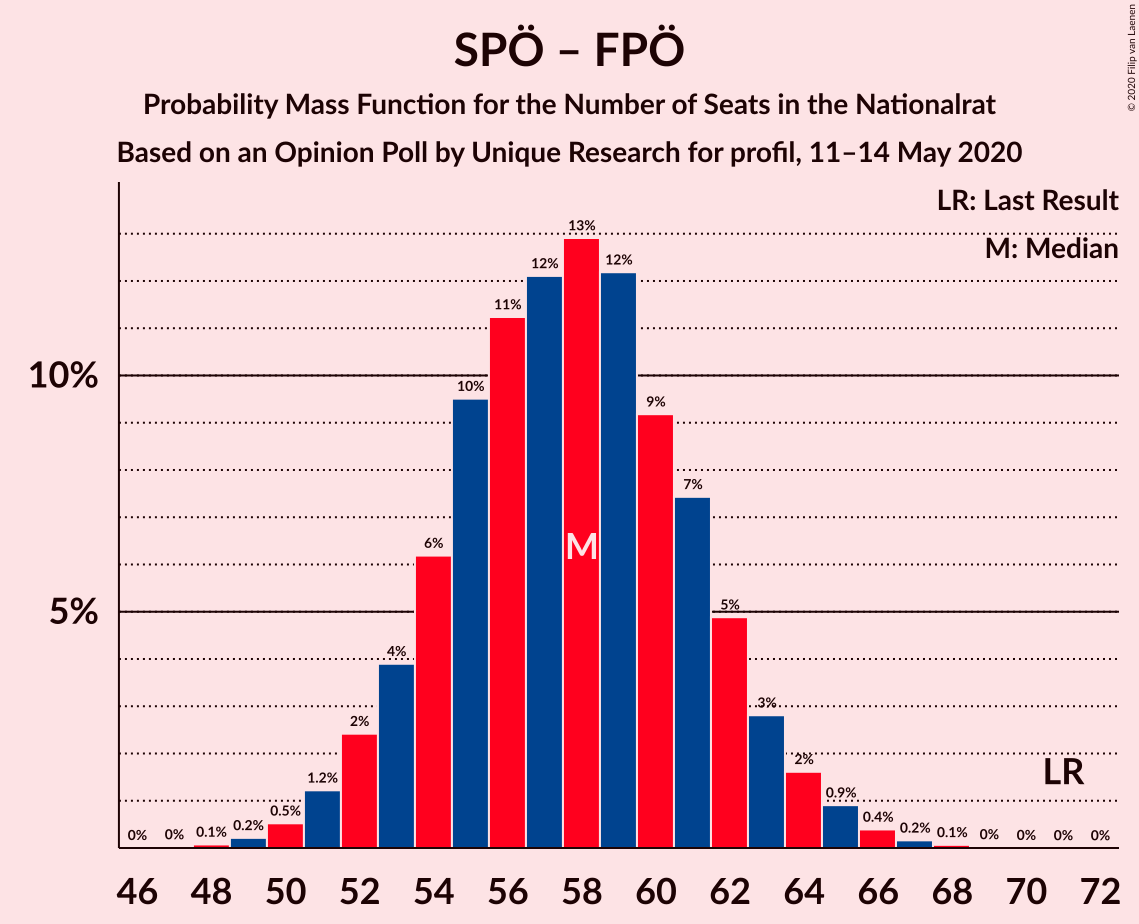 SPÖ – FPÖ
Probability Mass Function for the Number of Seats in the Nationalrat
Based on an Opinion Poll by Unique Research for profil, 11–14 May 2020
© 2020 Filip van Laenen
LR: Last Result
M: Median
10%
5%
0% 0% 0.1% 0.2% 0.5% 1.2% 2% 4% 6% 10% 11% 12% 13% 12% 9% 7% 5% 3% 2% 0.9% 0.4% 0.2% 0.1% 0% 0% 0% 0%
M
LR
46 48 50 52 54 56 58 60 62 64 66 68 70 72